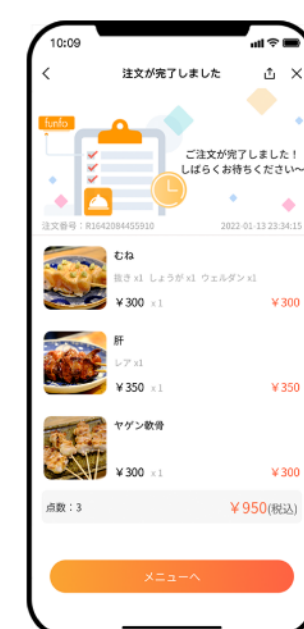 10:09
注文が完了しました
funfo
ご注文が完了しました！
しばらくお待ちください〜
注文番号：R1642084455910 2022-01-13 23:34:15
むね
抜き x1 しょうが x1 ウェルダン x1
￥300 x1 ￥300
肝
レア x1
￥350 x1 ￥350
ヤゲン軟骨
￥300 x1 ￥300
点数：3 ￥950(税込)
メニューへ